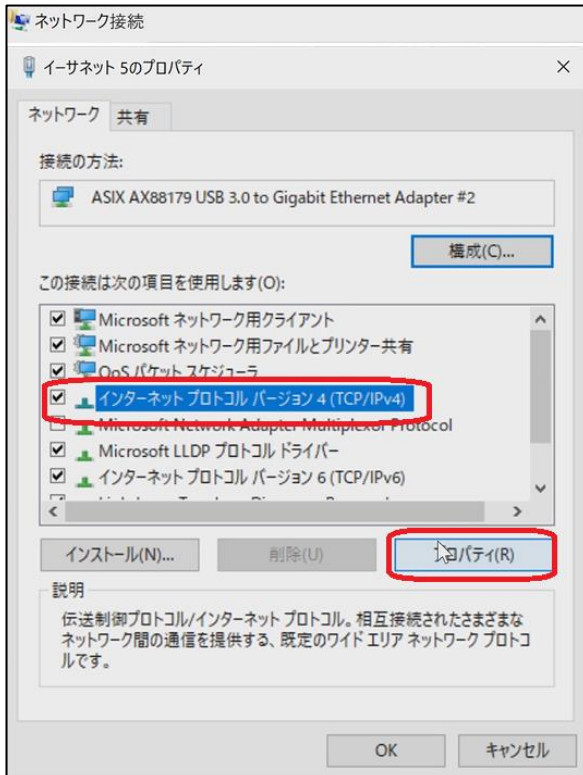 ネットワーク接続
イーサネット 5のプロパティ
ネットワーク 共有
接続の方法:
ASIX AX88179 USB 3.0 to Gigabit Ethernet Adapter #2
構成(C)...
この接続は次の項目を使用します(O):
Microsoft ネットワーク用クライアント
Microsoft ネットワーク用ファイルとプリンター共有
QoS パケット スケジューラ
インターネット プロトコル バージョン 4 (TCP/IPv4)
Microsoft Network Adapter Multiplexor Protocol
Microsoft LLDP プロトコル ドライバー
インターネット プロトコル バージョン 6 (TCP/IPv6)
インストール(N)... 削除(U) プロパティ(R)
説明
伝送制御プロトコル/インターネット プロトコル。相互接続されたさまざまな
ネットワーク間の通信を提供する、既定のワイド エリア ネットワーク プロトコ
ルです。
OK キャンセル